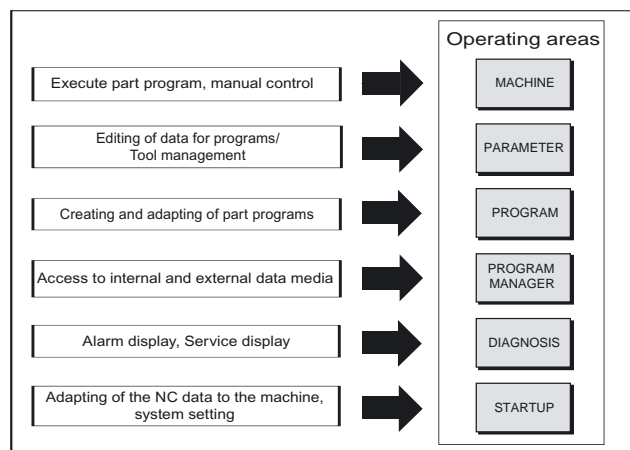 Operating areas
Execute part program, manual control
MACHINE
Editing of data for programs/
Tool management
PARAMETER
Creating and adapting of part programs
PROGRAM
Access to internal and external data media
PROGRAM
MANAGER
Alarm display, Service display
DIAGNOSIS
Adapting of the NC data to the machine,
system setting
STARTUP